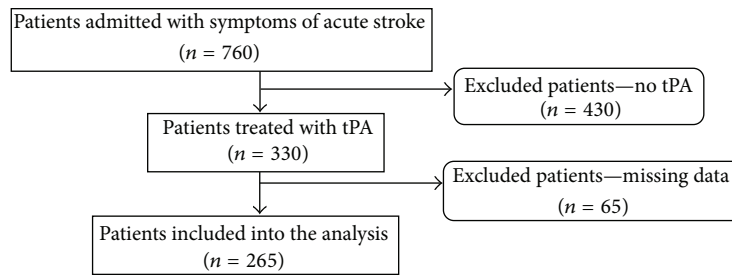 Patients admitted with symptoms of acute stroke
(n = 760)
Excluded patients—no tPA
(n = 430)
Patients treated with tPA
(n = 330)
Excluded patients—missing data
(n = 65)
Patients included into the analysis
(n = 265)